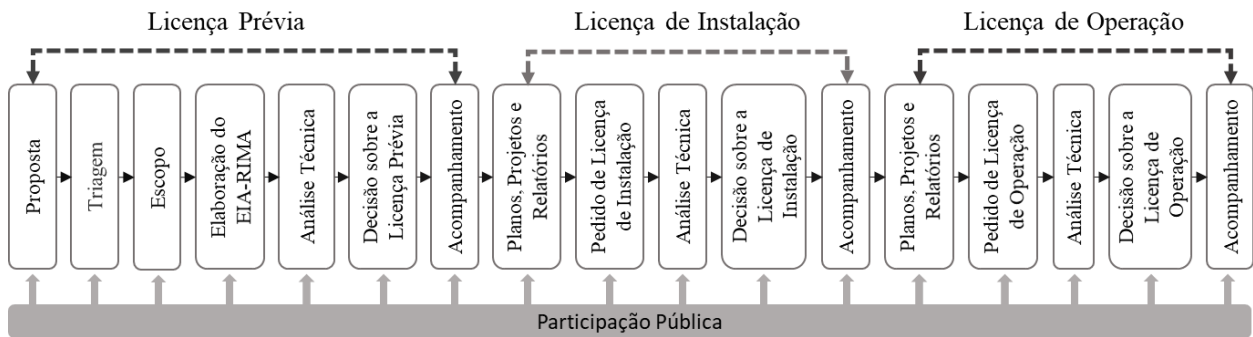 Licença Prévia
Licença de Instalação
Licença de Operação
Proposta
Triagem
Escopo
Elaboração do
EIA-RIMA
Análise Técnica
Decisão sobre a
Licença Prévia
Acompanhamento
Planos, Projetos e
Relatórios
Pedido de Licença
de Instalação
Análise Técnica
Decisão sobre a
Licença de
Instalação
Acompanhamento
Planos, Projetos e
Relatórios
Pedido de Licença
de Operação
Análise Técnica
Decisão sobre a
Licença de
Operação
Acompanhamento
Participação Pública